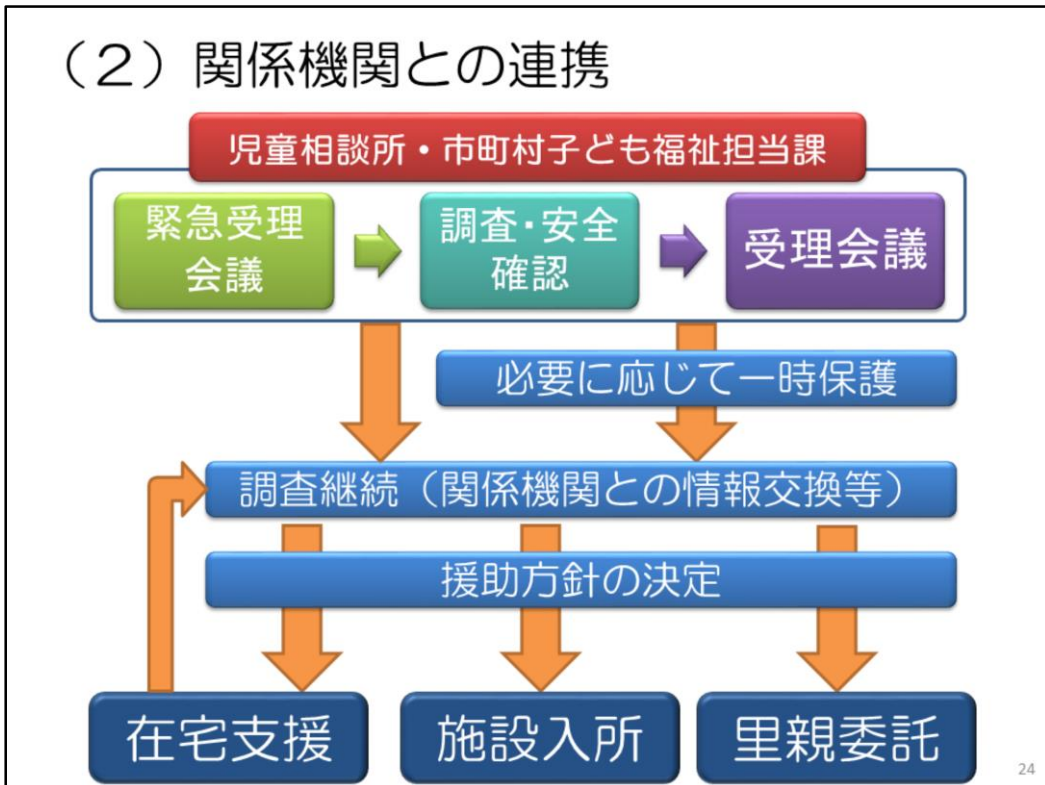 （２）関係機関との連携
児童相談所・市町村子ども福祉担当課
緊急受理
会議
調査・安全
確認
受理会議
必要に応じて一時保護
調査継続（関係機関との情報交換等）
援助方針の決定
在宅支援
施設入所
里親委託
24